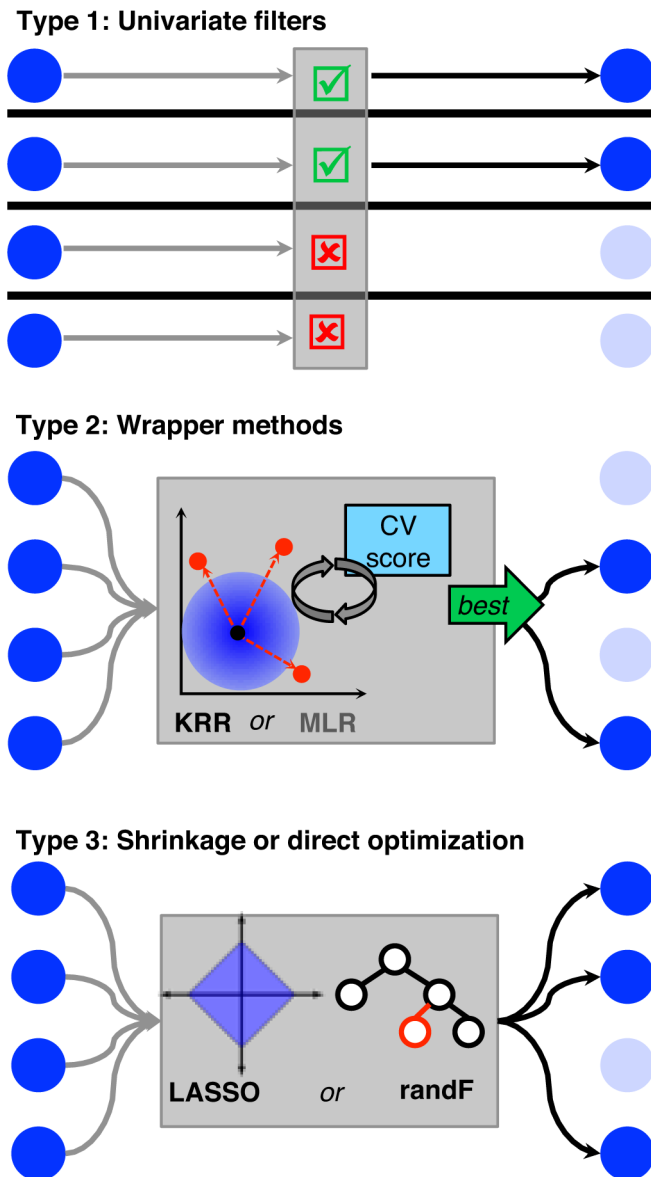 Type 1: Univariate filters
Type 2: Wrapper methods
CV
score
best
KRR or MLR
Type 3: Shrinkage or direct optimization
LASSO or randF